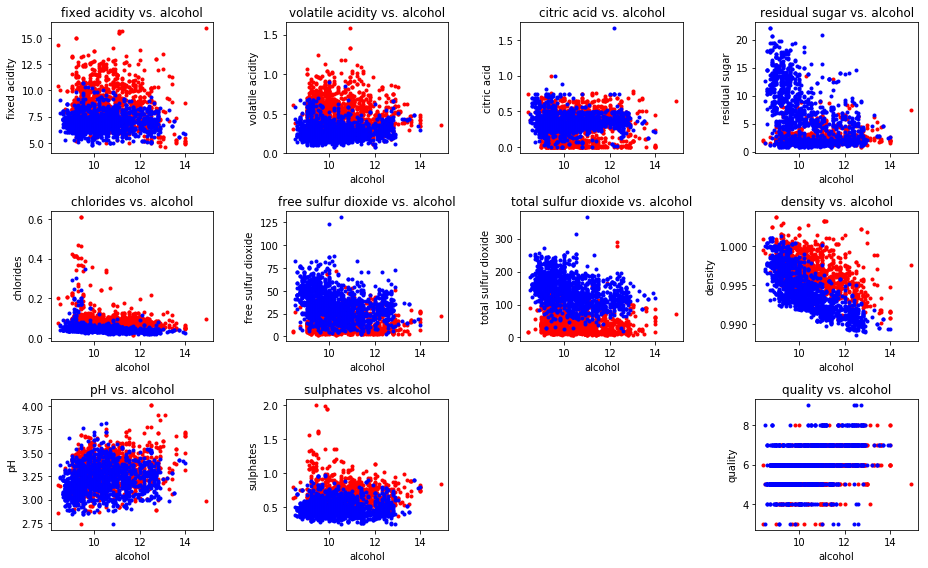 fixed acidity vs. alcohol
fixed acidity
15.0
12.5
10.0
7.5
5.0
10 12 14
alcohol
volatile acidity vs. alcohol
volatile acidity
1.5
1.0
0.5
0.0
10 12 14
alcohol
citric acid vs. alcohol
citric acid
1.5
1.0
0.5
0.0
10 12 14
alcohol
residual sugar vs. alcohol
residual sugar
20
15
10
5
0
10 12 14
alcohol
chlorides vs. alcohol
chlorides
0.6
0.4
0.2
0.0
10 12 14
alcohol
free sulfur dioxide vs. alcohol
free sulfur dioxide
125
100
75
50
25
0
10 12 14
alcohol
total sulfur dioxide vs. alcohol
total sulfur dioxide
300
200
100
0
10 12 14
alcohol
density vs. alcohol
density
1.000
0.995
0.990
10 12 14
alcohol
pH vs. alcohol
pH
4.00
3.75
3.50
3.25
3.00
2.75
10 12 14
alcohol
sulphates vs. alcohol
sulphates
2.0
1.5
1.0
0.5
10 12 14
alcohol
quality vs. alcohol
quality
8
6
4
10 12 14
alcohol